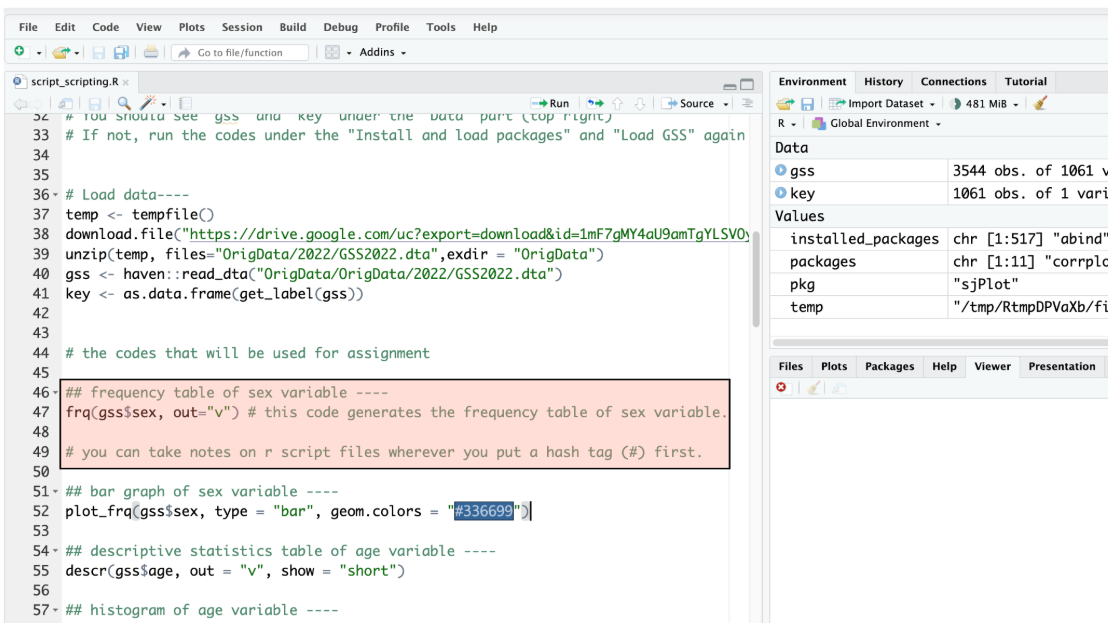 File Edit Code View Plots Session Build Debug Profile Tools Help
Go to file/function Addins
script_scripting.R
Run Source
32 # You should see "gss" and "key" under the "Data" part (top right)
33 # If not, run the codes under the "Install and load packages" and "Load GSS" again
34
35
36 # Load data----
37 temp <- tempfile()
38 download.file("https://drive.google.com/uc?export=download&id=1mF7gMY4aU9amTgYLSVOy
39 unzip(temp, files="OrigData/2022/GSS2022.dta",exdir = "OrigData")
40 gss <- haven::read_dta("OrigData/OrigData/2022/GSS2022.dta")
41 key <- as.data.frame(get_label(gss))
42
43
44 # the codes that will be used for assignment
45
46 ## frequency table of sex variable ----
47 frq(gss$sex, out="v") # this code generates the frequency table of sex variable.
48
49 # you can take notes on r script files wherever you put a hash tag (#) first.
50
51 ## bar graph of sex variable ----
52 plot_frq(gss$sex, type = "bar", geom.colors = "#336699")
53
54 ## descriptive statistics table of age variable ----
55 descr(gss$age, out = "v", show = "short")
56
57 ## histogram of age variable ----
Environment History Connections Tutorial
Import Dataset 481 MiB
R Global Environment
Data
gss 3544 obs. of 1061 v
key 1061 obs. of 1 vari
Values
installed_packages chr [1:517] "abind"
packages chr [1:11] "corrplo
pkg "sjPlot"
temp "/tmp/RtmpDPVaXb/fi
Files Plots Packages Help Viewer Presentation